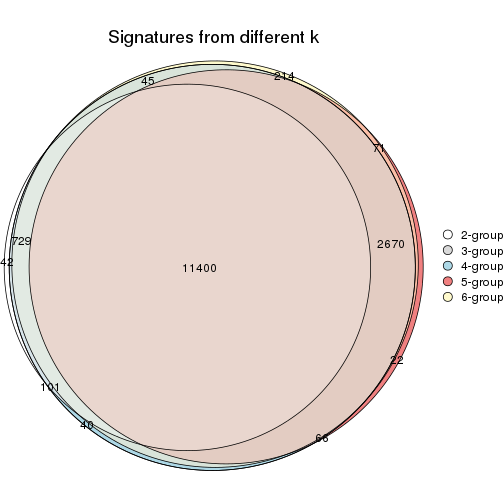 Signatures from different k
45
214
71
729
2670
42
11400
2-group
3-group
4-group
5-group
6-group
22
101
40
66